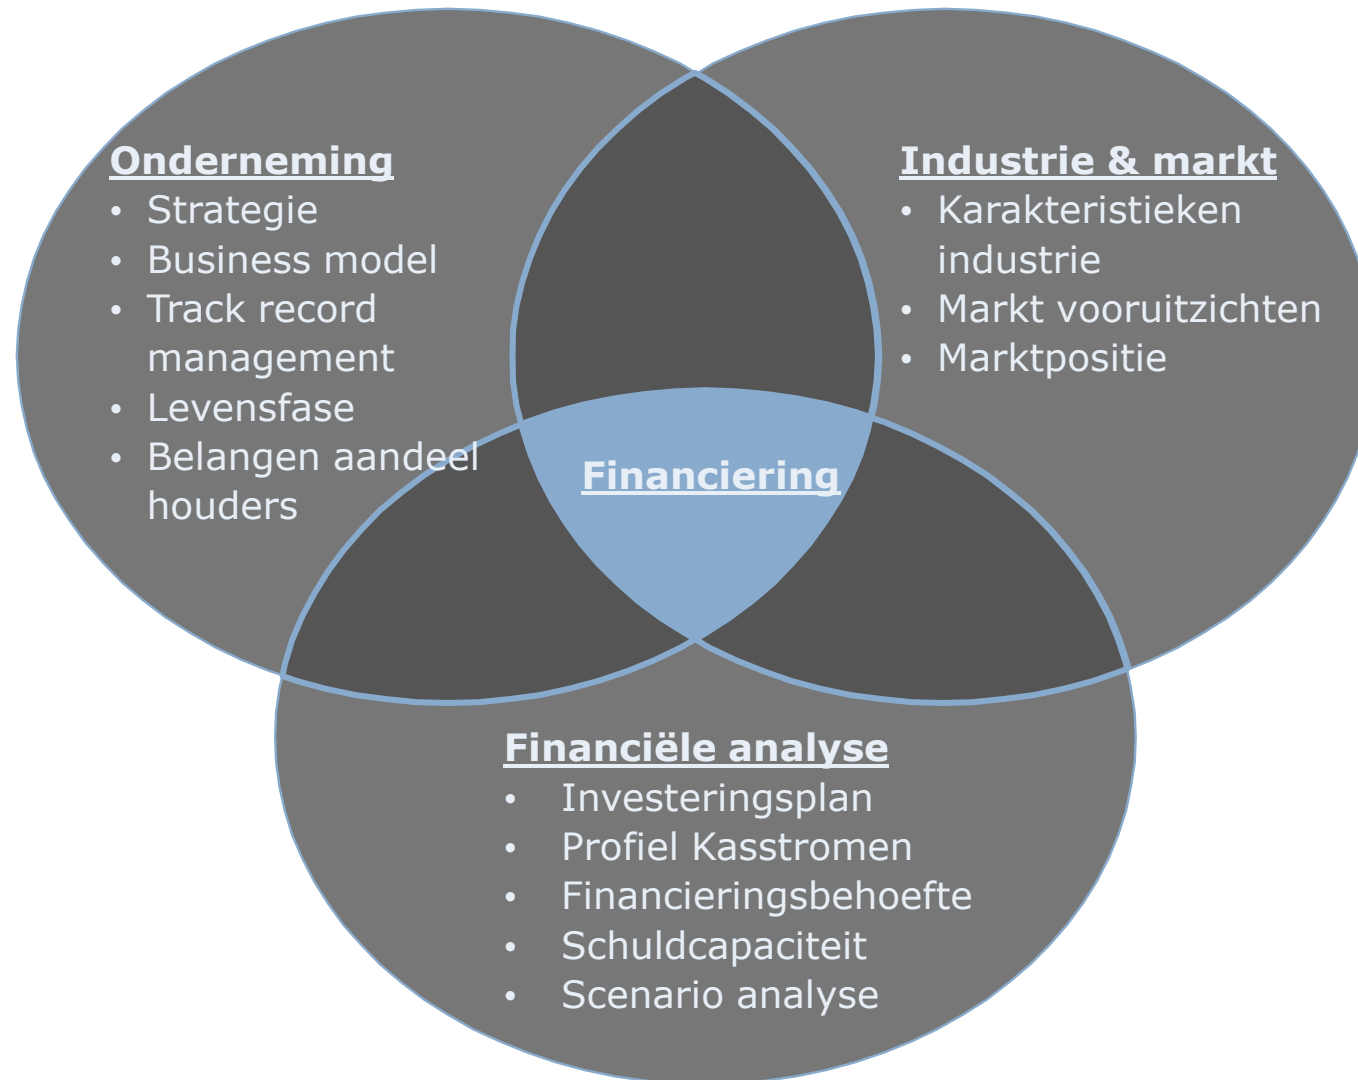 Onderneming
• Strategie
• Business model
• Track record
management
• Levensfase
• Belangen aandeel
houders
Industrie & markt
• Karakteristieken
industrie
• Markt vooruitzichten
• Marktpositie
Financiering
Financiële analyse
• Investeringsplan
• Profiel Kasstromen
• Financieringsbehoefte
• Schuldcapaciteit
• Scenario analyse